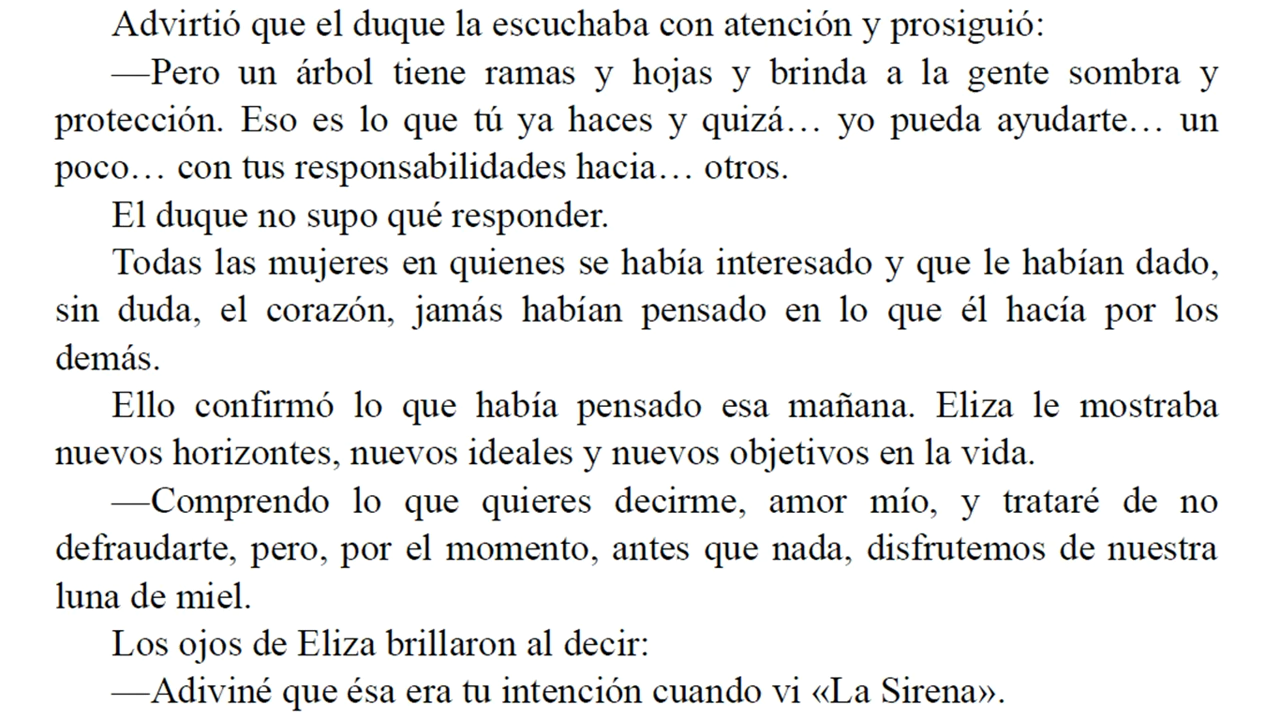 Advirtió que el duque la escuchaba con atención y prosiguió:
—Pero un árbol tiene ramas y hojas y brinda a la gente sombra y
protección. Eso es lo que tú ya haces y quizá… yo pueda ayudarte… un
poco… con tus responsabilidades hacia… otros.
El duque no supo qué responder.
Todas las mujeres en quienes se había interesado y que le habían dado,
sin duda, el corazón, jamás habían pensado en lo que él hacía por los
demás.
Ello confirmó lo que había pensado esa mañana. Eliza le mostraba
nuevos horizontes, nuevos ideales y nuevos objetivos en la vida.
—Comprendo lo que quieres decirme, amor mío, y trataré de no
defraudarte, pero, por el momento, antes que nada, disfrutemos de nuestra
luna de miel.
Los ojos de Eliza brillaron al decir:
—Adiviné que ésa era tu intención cuando vi «La Sirena».